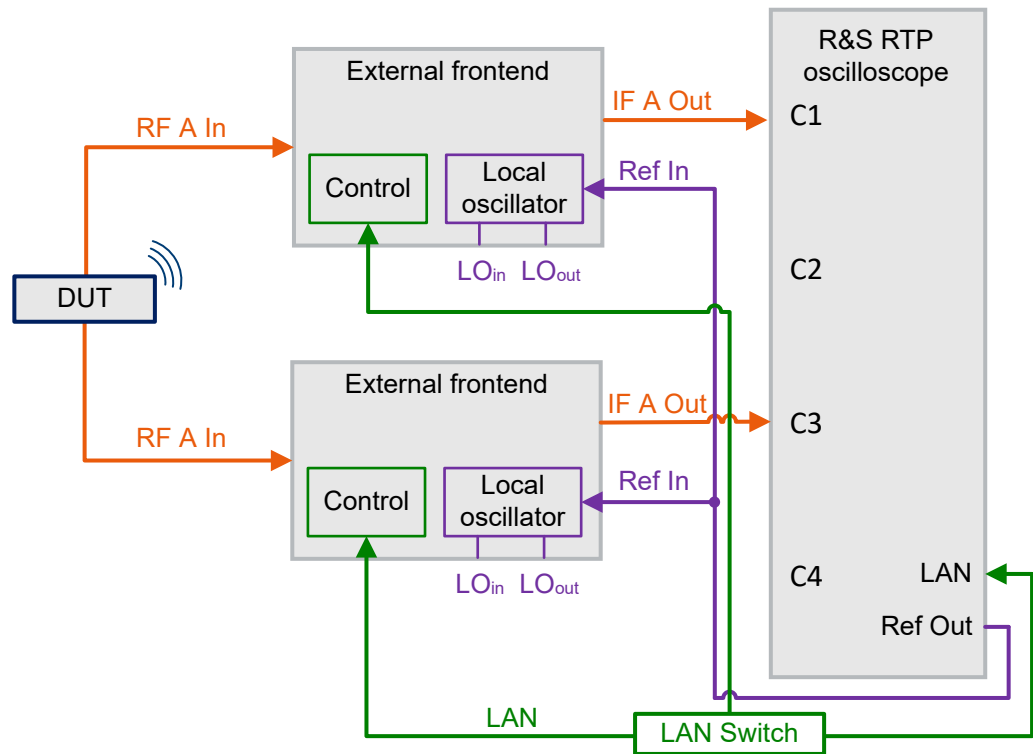 R&S RTP
oscilloscope
External frontend
IF A Out
C1
RF A In
Control
Local
oscillator
Ref In
LOin
LOout
C2
DUT
External frontend
IF A Out
C3
RF A In
Control
Local
oscillator
Ref In
LOin
LOout
C4
LAN
Ref Out
LAN
LAN Switch